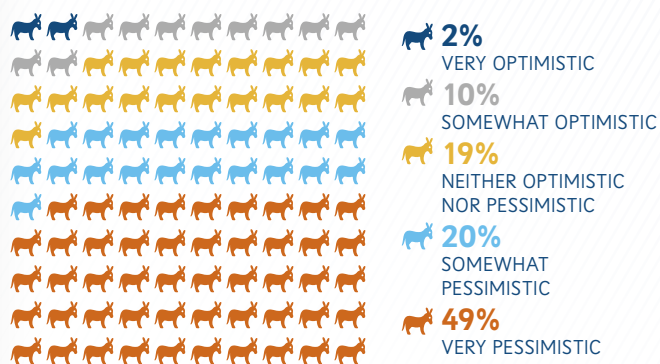 2%
VERY OPTIMISTIC
10%
SOMEWHAT OPTIMISTIC
19%
NEITHER OPTIMISTIC
NOR PESSIMISTIC
20%
SOMEWHAT
PESSIMISTIC
49%
VERY PESSIMISTIC